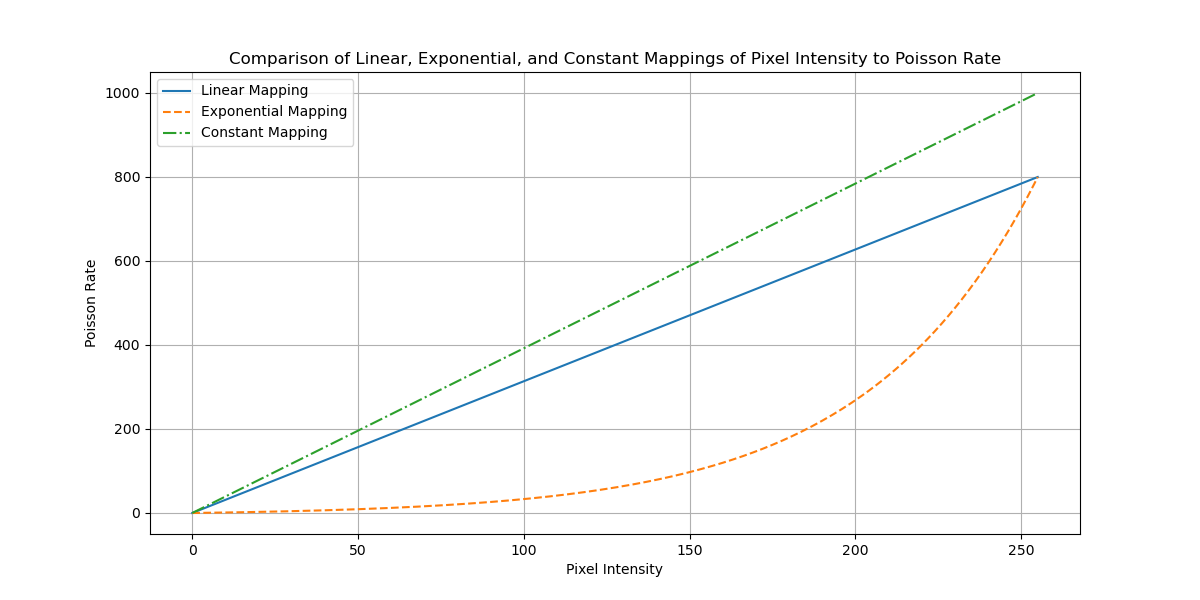 Comparison of Linear, Exponential, and Constant Mappings of Pixel Intensity to Poisson Rate
Linear Mapping
Exponential Mapping
Constant Mapping
Poisson Rate
1000
800
600
400
200
0
0 50 100 150 200 250
Pixel Intensity